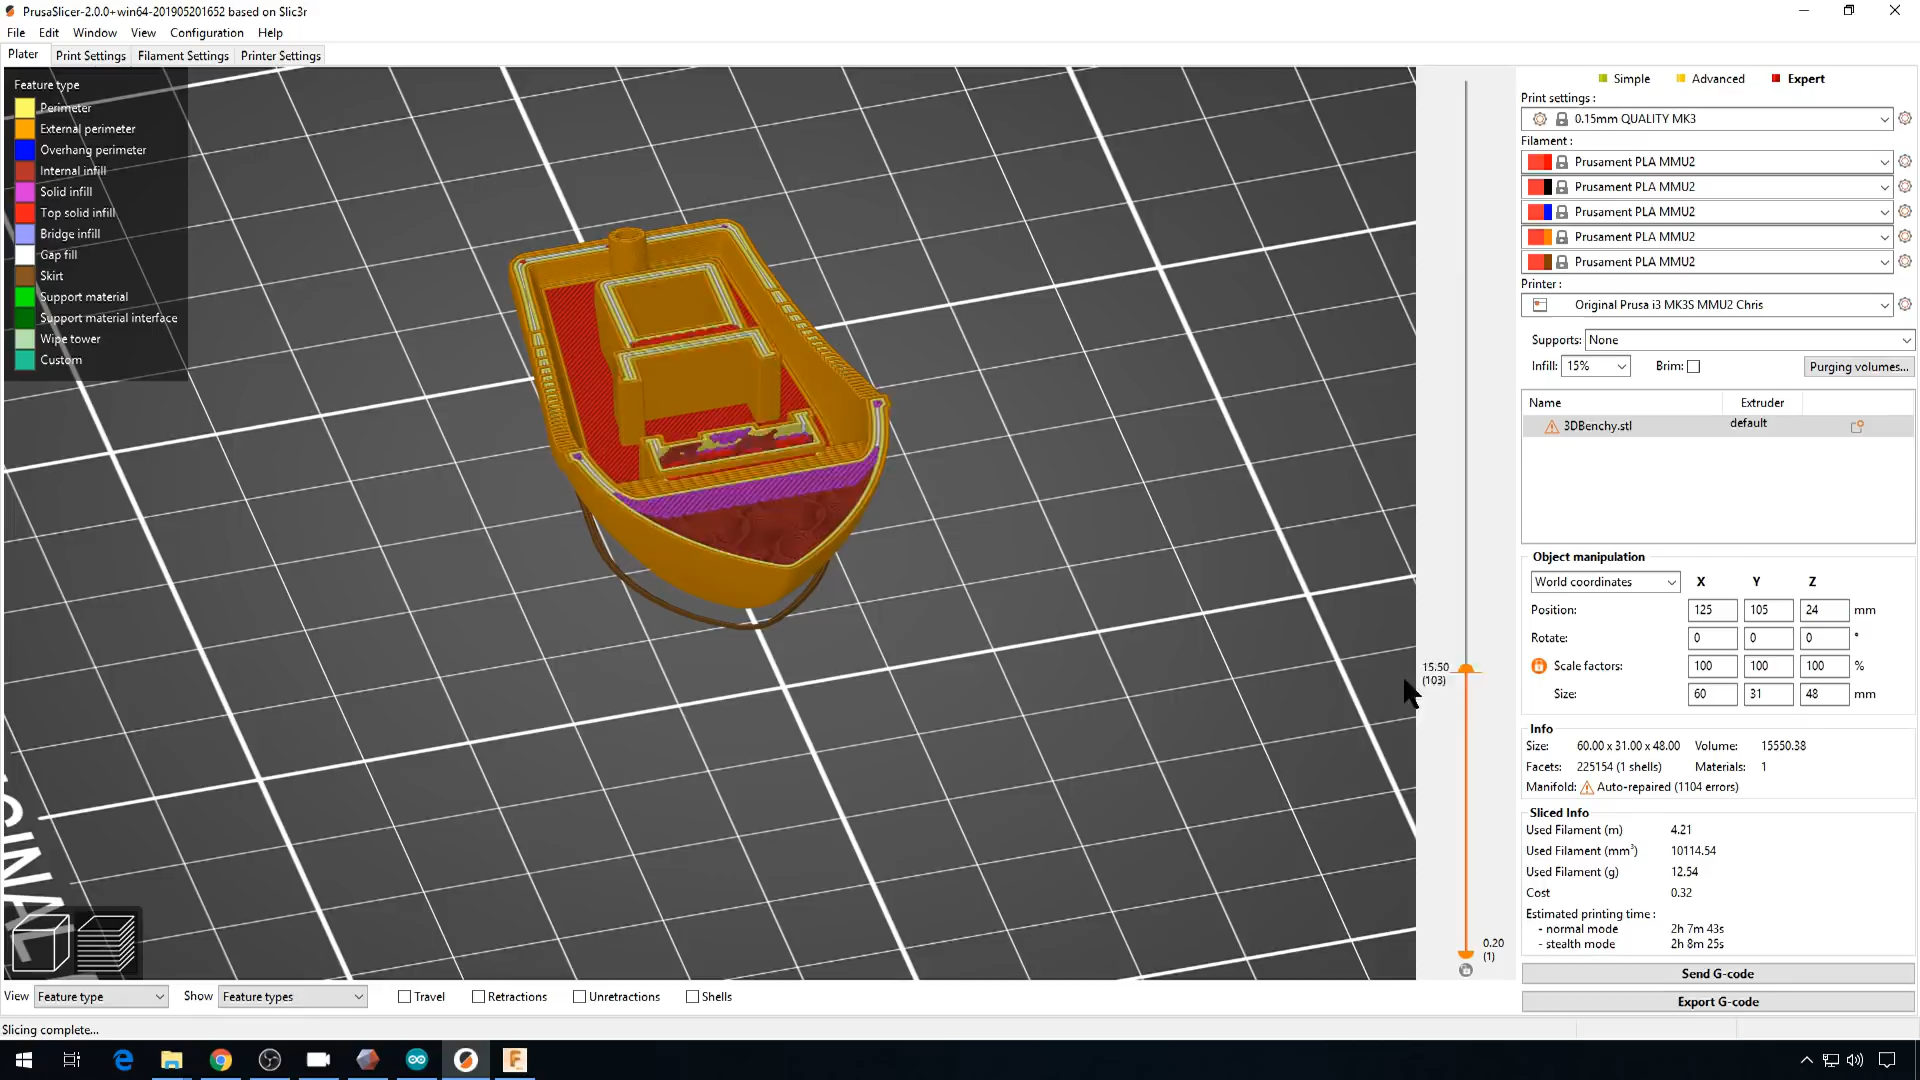 PrusaSlicer-2.0.0+win64-201905201652 based on Slic3r
File Edit Window View Configuration Help
Plater Print Settings Filament Settings Printer Settings
Feature type
Perimeter
External perimeter
Overhang perimeter
Internal infill
Solid infill
Top solid infill
Bridge infill
Gap fill
Skirt
Support material
Support material interface
Wipe tower
Custom
15.50
(103)
0.20
(1)
Simple Advanced Expert
Print settings :
0.15mm QUALITY MK3
Filament :
Prusament PLA MMU2
Prusament PLA MMU2
Prusament PLA MMU2
Prusament PLA MMU2
Prusament PLA MMU2
Printer :
Original Prusa i3 MK3S MMU2 Chris
Supports: None
Infill: 15% Brim: Purging volumes...
Name Extruder
3DBenchy.stl default
Object manipulation
World coordinates X Y Z
Position: 125 105 24 mm
Rotate: 0 0 0 °
Scale factors: 100 100 100 %
Size: 60 31 48 mm
Info
Size: 60.00 x 31.00 x 48.00 Volume: 15550.38
Facets: 225154 (1 shells) Materials: 1
Manifold: Auto-repaired (1104 errors)
Sliced Info
Used Filament (m) 4.21
Used Filament (mm³) 10114.54
Used Filament (g) 12.54
Cost 0.32
Estimated printing time :
- normal mode 2h 7m 43s
- stealth mode 2h 8m 25s
Send G-code
Export G-code
View Feature type Show Feature types Travel Retractions Unretractions Shells
Slicing complete...